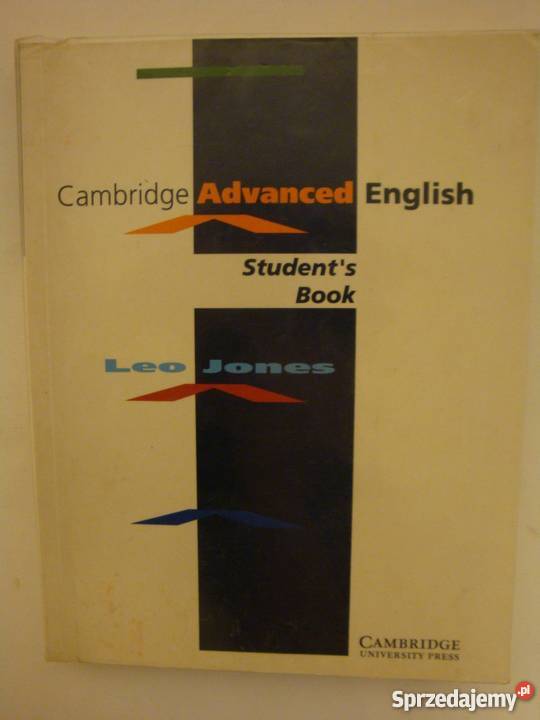 Cambridge Advanced English
Student's
Book
Leo Jones
CAMBRIDGE
UNIVERSITY PRESS
Sprzedajemy.pl